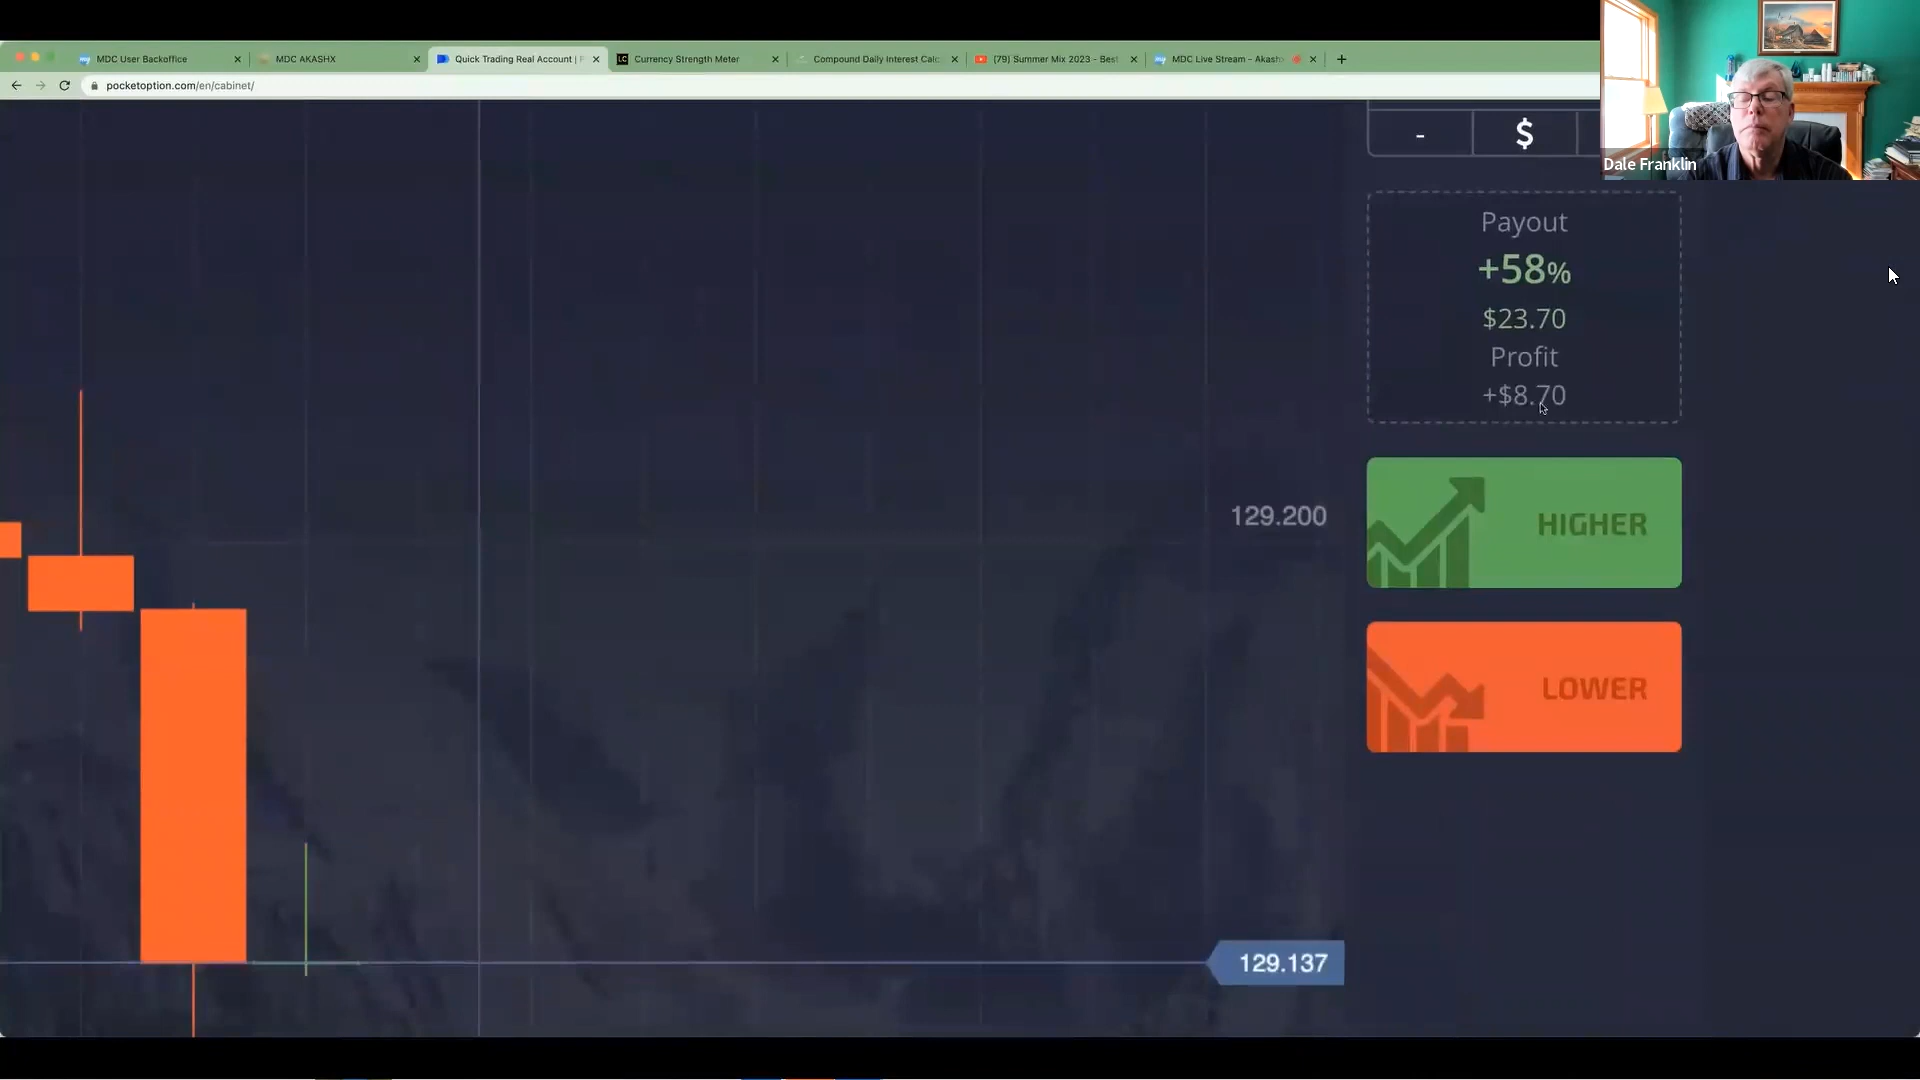 MDC User Backoffice
MDC AKASHX
Quick Trading Real Account |
Currency Strength Meter
Compound Daily Interest Calc
(79) Summer Mix 2023 - Best
MDC Live Stream - Akash
pocketoption.com/en/cabinet/
- $
Dale Franklin
Payout
+58%
$23.70
Profit
+$8.70
129.200
HIGHER
LOWER
129.137